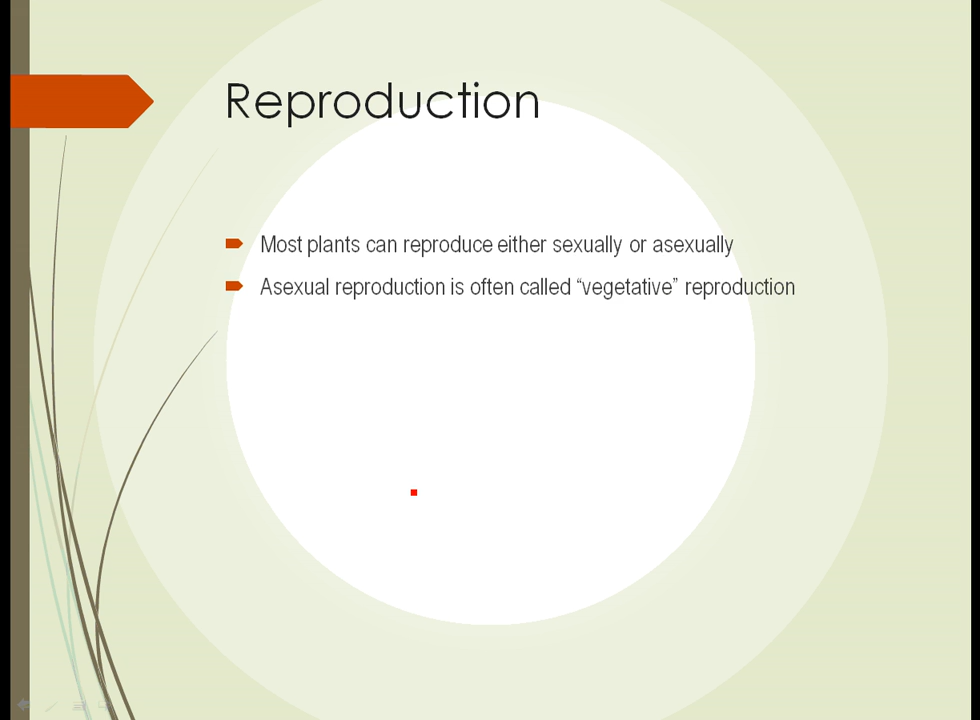 Reproduction
Most plants can reproduce either sexually or asexually
Asexual reproduction is often called “vegetative” reproduction